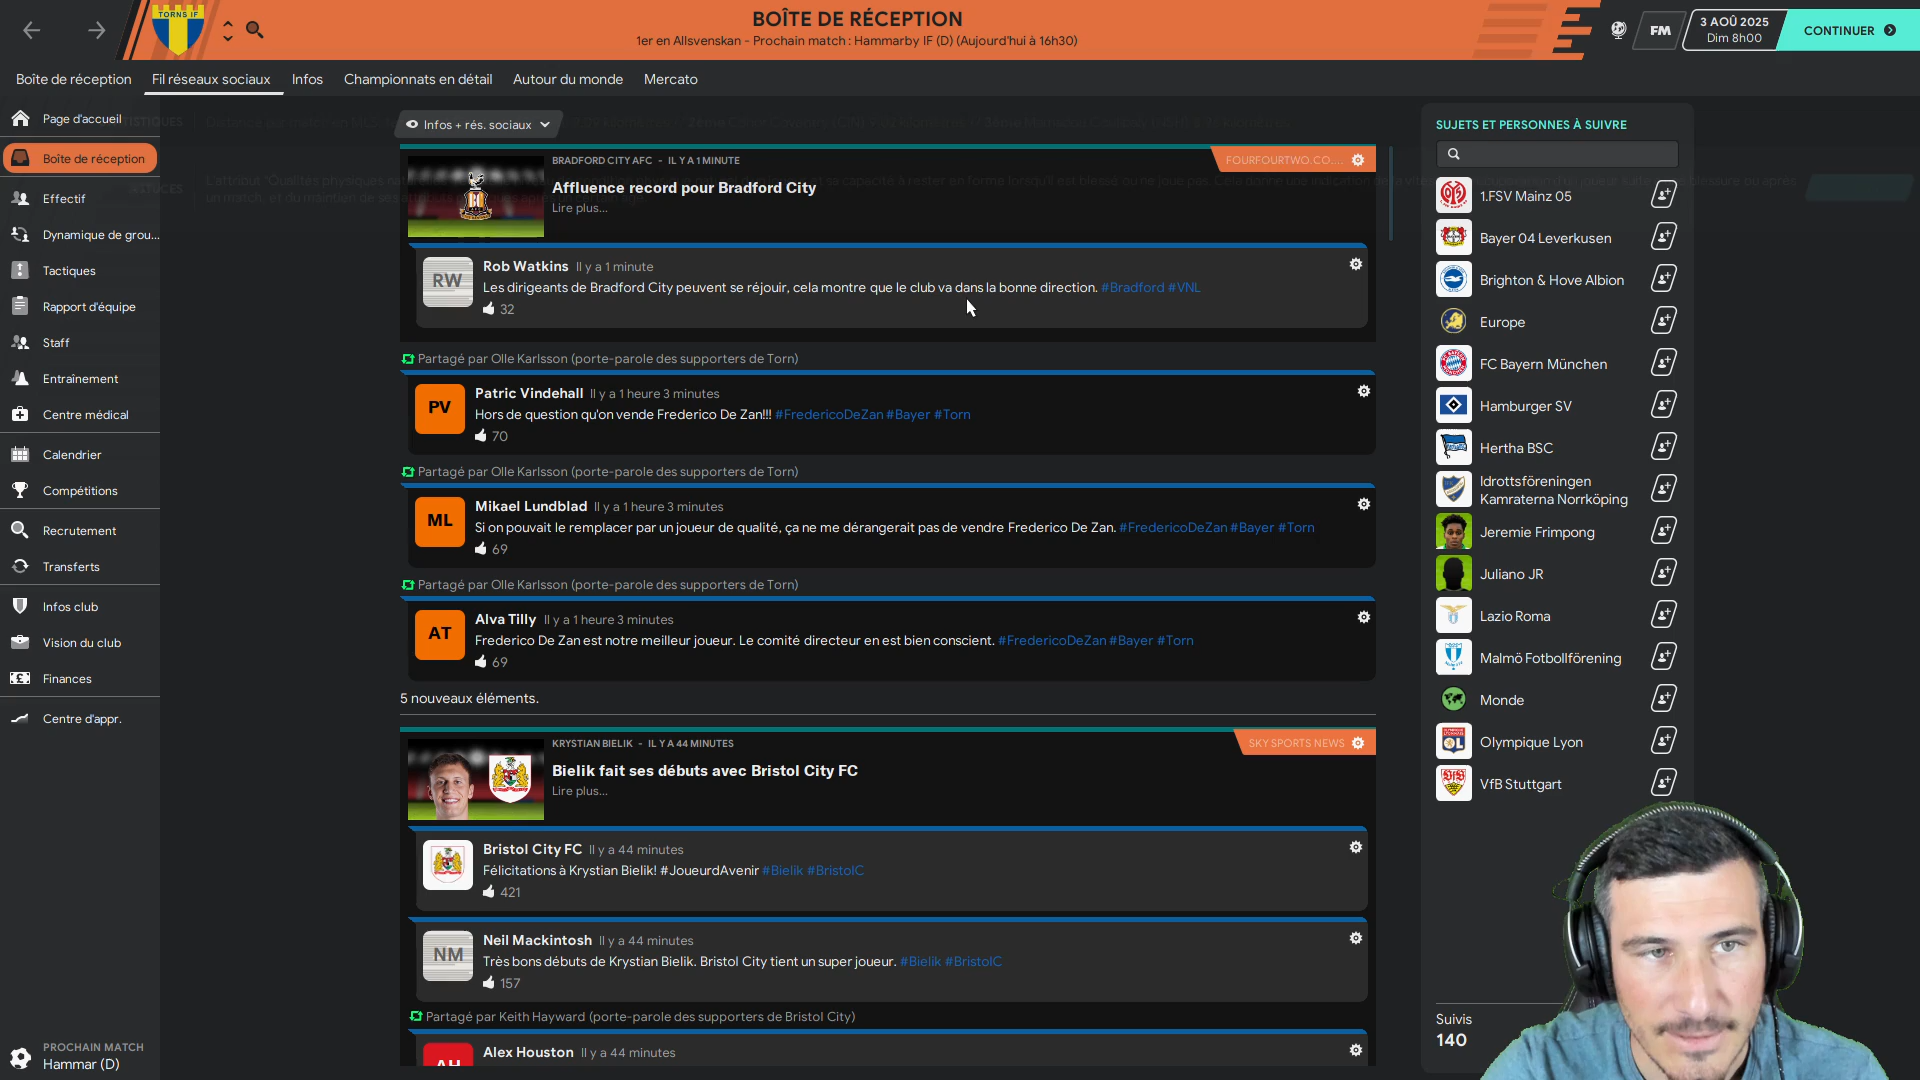 TORNS IF
BOÎTE DE RÉCEPTION
1er en Allsvenskan - Prochain match : Hammarby IF (D) (Aujourd'hui à 16h30)
FM
3 AOÛ 2025
Dim 8h00
CONTINUER
Boîte de réception
Fil réseaux sociaux
Infos
Championnats en détail
Autour du monde
Mercato
Page d'accueil
Boîte de réception
Effectif
Dynamique de grou...
Tactiques
Rapport d'équipe
Staff
Entraînement
Centre médical
Calendrier
Compétitions
Recrutement
Transferts
Infos club
Vision du club
Finances
Centre d'appr.
PROCHAIN MATCH
Hammar (D)
Infos + rés. sociaux
BRADFORD CITY AFC - IL Y A 1 MINUTE
FOURFOURTWO.CO....
Affluence record pour Bradford City
Lire plus...
RW
Rob Watkins Il y a 1 minute
Les dirigeants de Bradford City peuvent se réjouir, cela montre que le club va dans la bonne direction. #Bradford #VNL
32
Partagé par Olle Karlsson (porte-parole des supporters de Torn)
PV
Patric Vindehall Il y a 1 heure 3 minutes
Hors de question qu'on vende Frederico De Zan!!! #FredericoDeZan #Bayer #Torn
70
Partagé par Olle Karlsson (porte-parole des supporters de Torn)
ML
Mikael Lundblad Il y a 1 heure 3 minutes
Si on pouvait le remplacer par un joueur de qualité, ça ne me dérangerait pas de vendre Frederico De Zan. #FredericoDeZan #Bayer #Torn
69
Partagé par Olle Karlsson (porte-parole des supporters de Torn)
AT
Alva Tilly Il y a 1 heure 3 minutes
Frederico De Zan est notre meilleur joueur. Le comité directeur en est bien conscient. #FredericoDeZan #Bayer #Torn
69
5 nouveaux éléments.
KRYSTIAN BIELIK - IL Y A 44 MINUTES
SKY SPORTS NEWS
Bielik fait ses débuts avec Bristol City FC
Lire plus...
Bristol City FC Il y a 44 minutes
Félicitations à Krystian Bielik! #JoueurdAvenir #Bielik #BristolC
421
NM
Neil Mackintosh Il y a 44 minutes
Très bons débuts de Krystian Bielik. Bristol City tient un super joueur. #Bielik #BristolC
157
Partagé par Keith Hayward (porte-parole des supporters de Bristol City)
AH
Alex Houston Il y a 44 minutes
SUJETS ET PERSONNES À SUIVRE
1.FSV Mainz 05
Bayer 04 Leverkusen
Brighton & Hove Albion
Europe
FC Bayern München
Hamburger SV
Hertha BSC
Idrottsföreningen
Kamraterna Norrköping
Jeremie Frimpong
Juliano JR
Lazio Roma
Malmö Fotbollförening
Monde
Olympique Lyon
VfB Stuttgart
Suivis
140